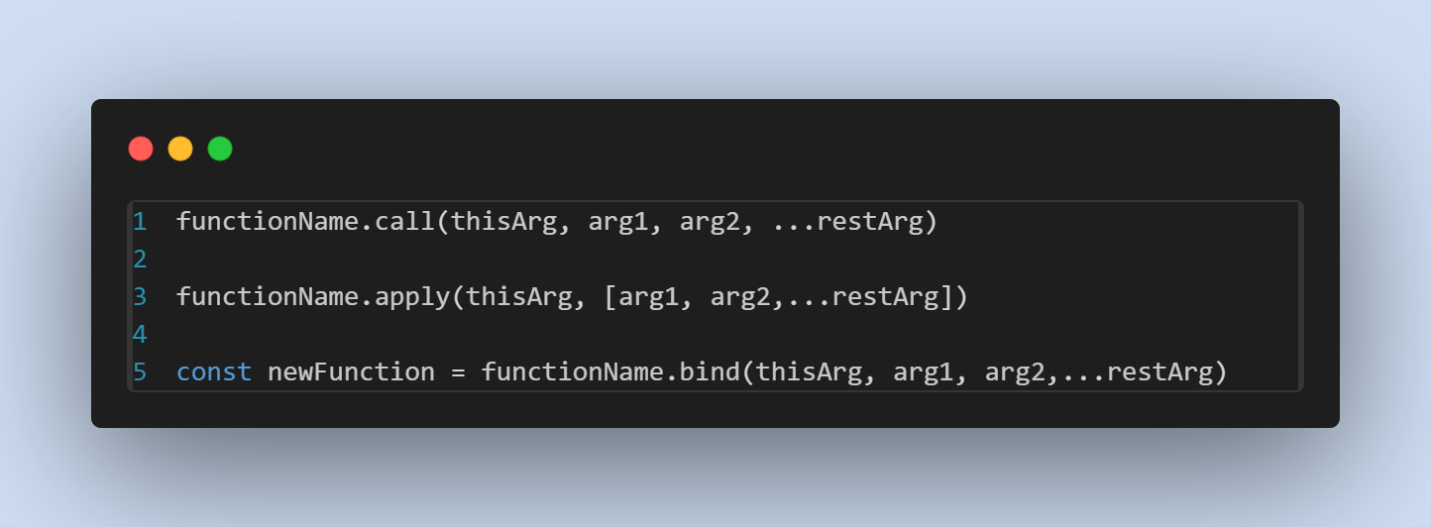 1 functionName.call(thisArg, arg1, arg2, ...restArg)
2
3 functionName.apply(thisArg, [arg1, arg2,...restArg])
4
5 const newFunction = functionName.bind(thisArg, arg1, arg2,...restArg)